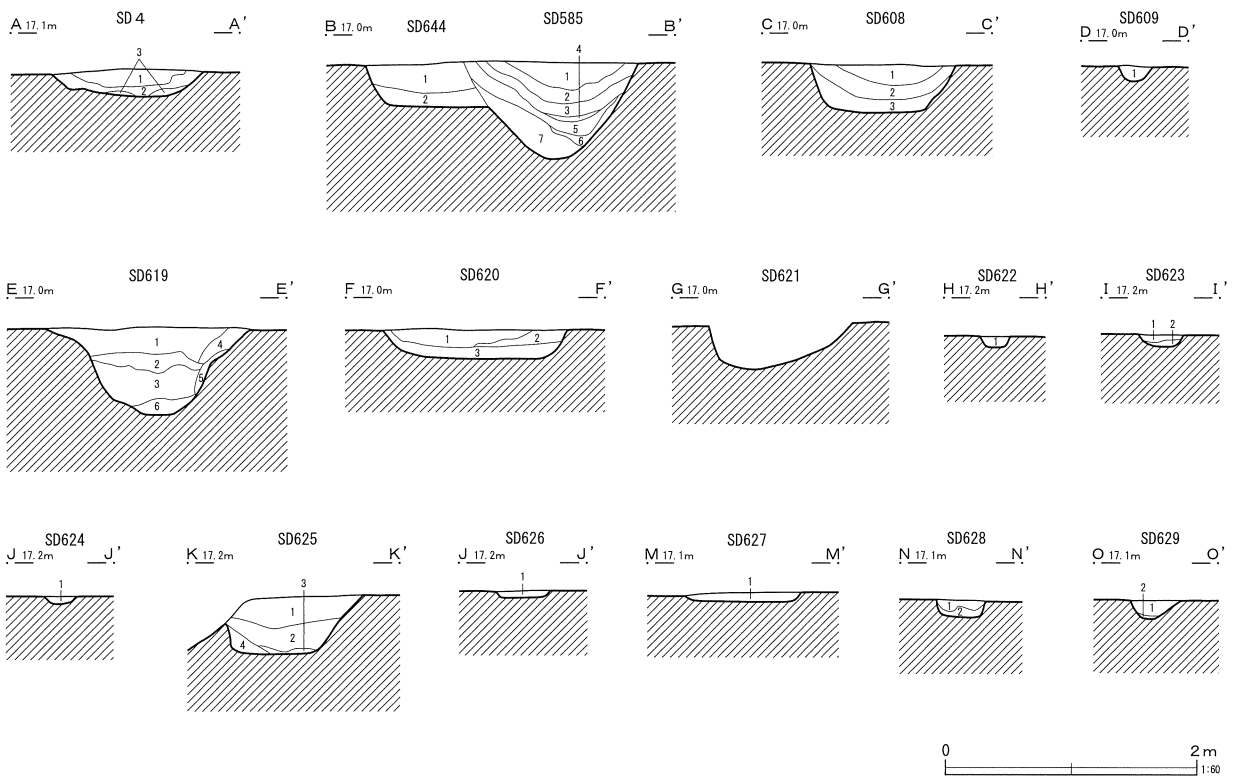 SD4
A 17.1m A'
3
1
2
SD644 SD585
B 17.0m B'
4
1 1
2 2
3
5
7 6
SD608
C 17.0m C'
1
2
3
SD609
D 17.0m D'
1
SD619
E 17.0m E'
1 4
2
3 5
6
SD620
F 17.0m F'
1 2
3
SD621
G 17.0m G'
SD622
H 17.2m H'
1
SD623
I 17.2m I'
1 2
SD624
J 17.2m J'
1
SD625
K 17.2m K'
3
1
2
4
SD626
J 17.2m J'
1
SD627
M 17.1m M'
1
SD628
N 17.1m N'
1 2
SD629
O 17.1m O'
2
1
0 2m
1:60